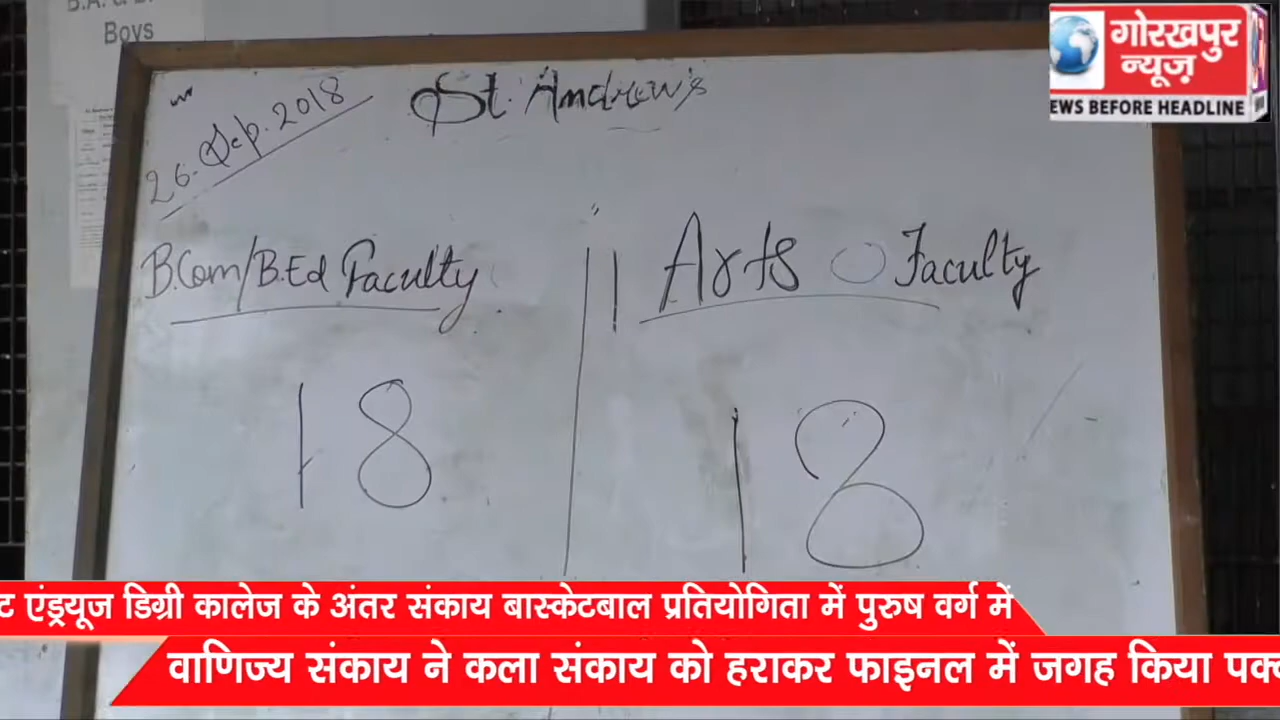 Boys
गोरखपुर
न्यूज़
EWS BEFORE HEADLINE
26. Sep. 2018
St. Andrew's
B.Com/B.Ed Faculty
Arts Faculty
18
18
ट एंड्रयूज डिग्री कालेज के अंतर संकाय बास्केटबाल प्रतियोगिता में पुरुष वर्ग में
वाणिज्य संकाय ने कला संकाय को हराकर फाइनल में जगह किया पक्